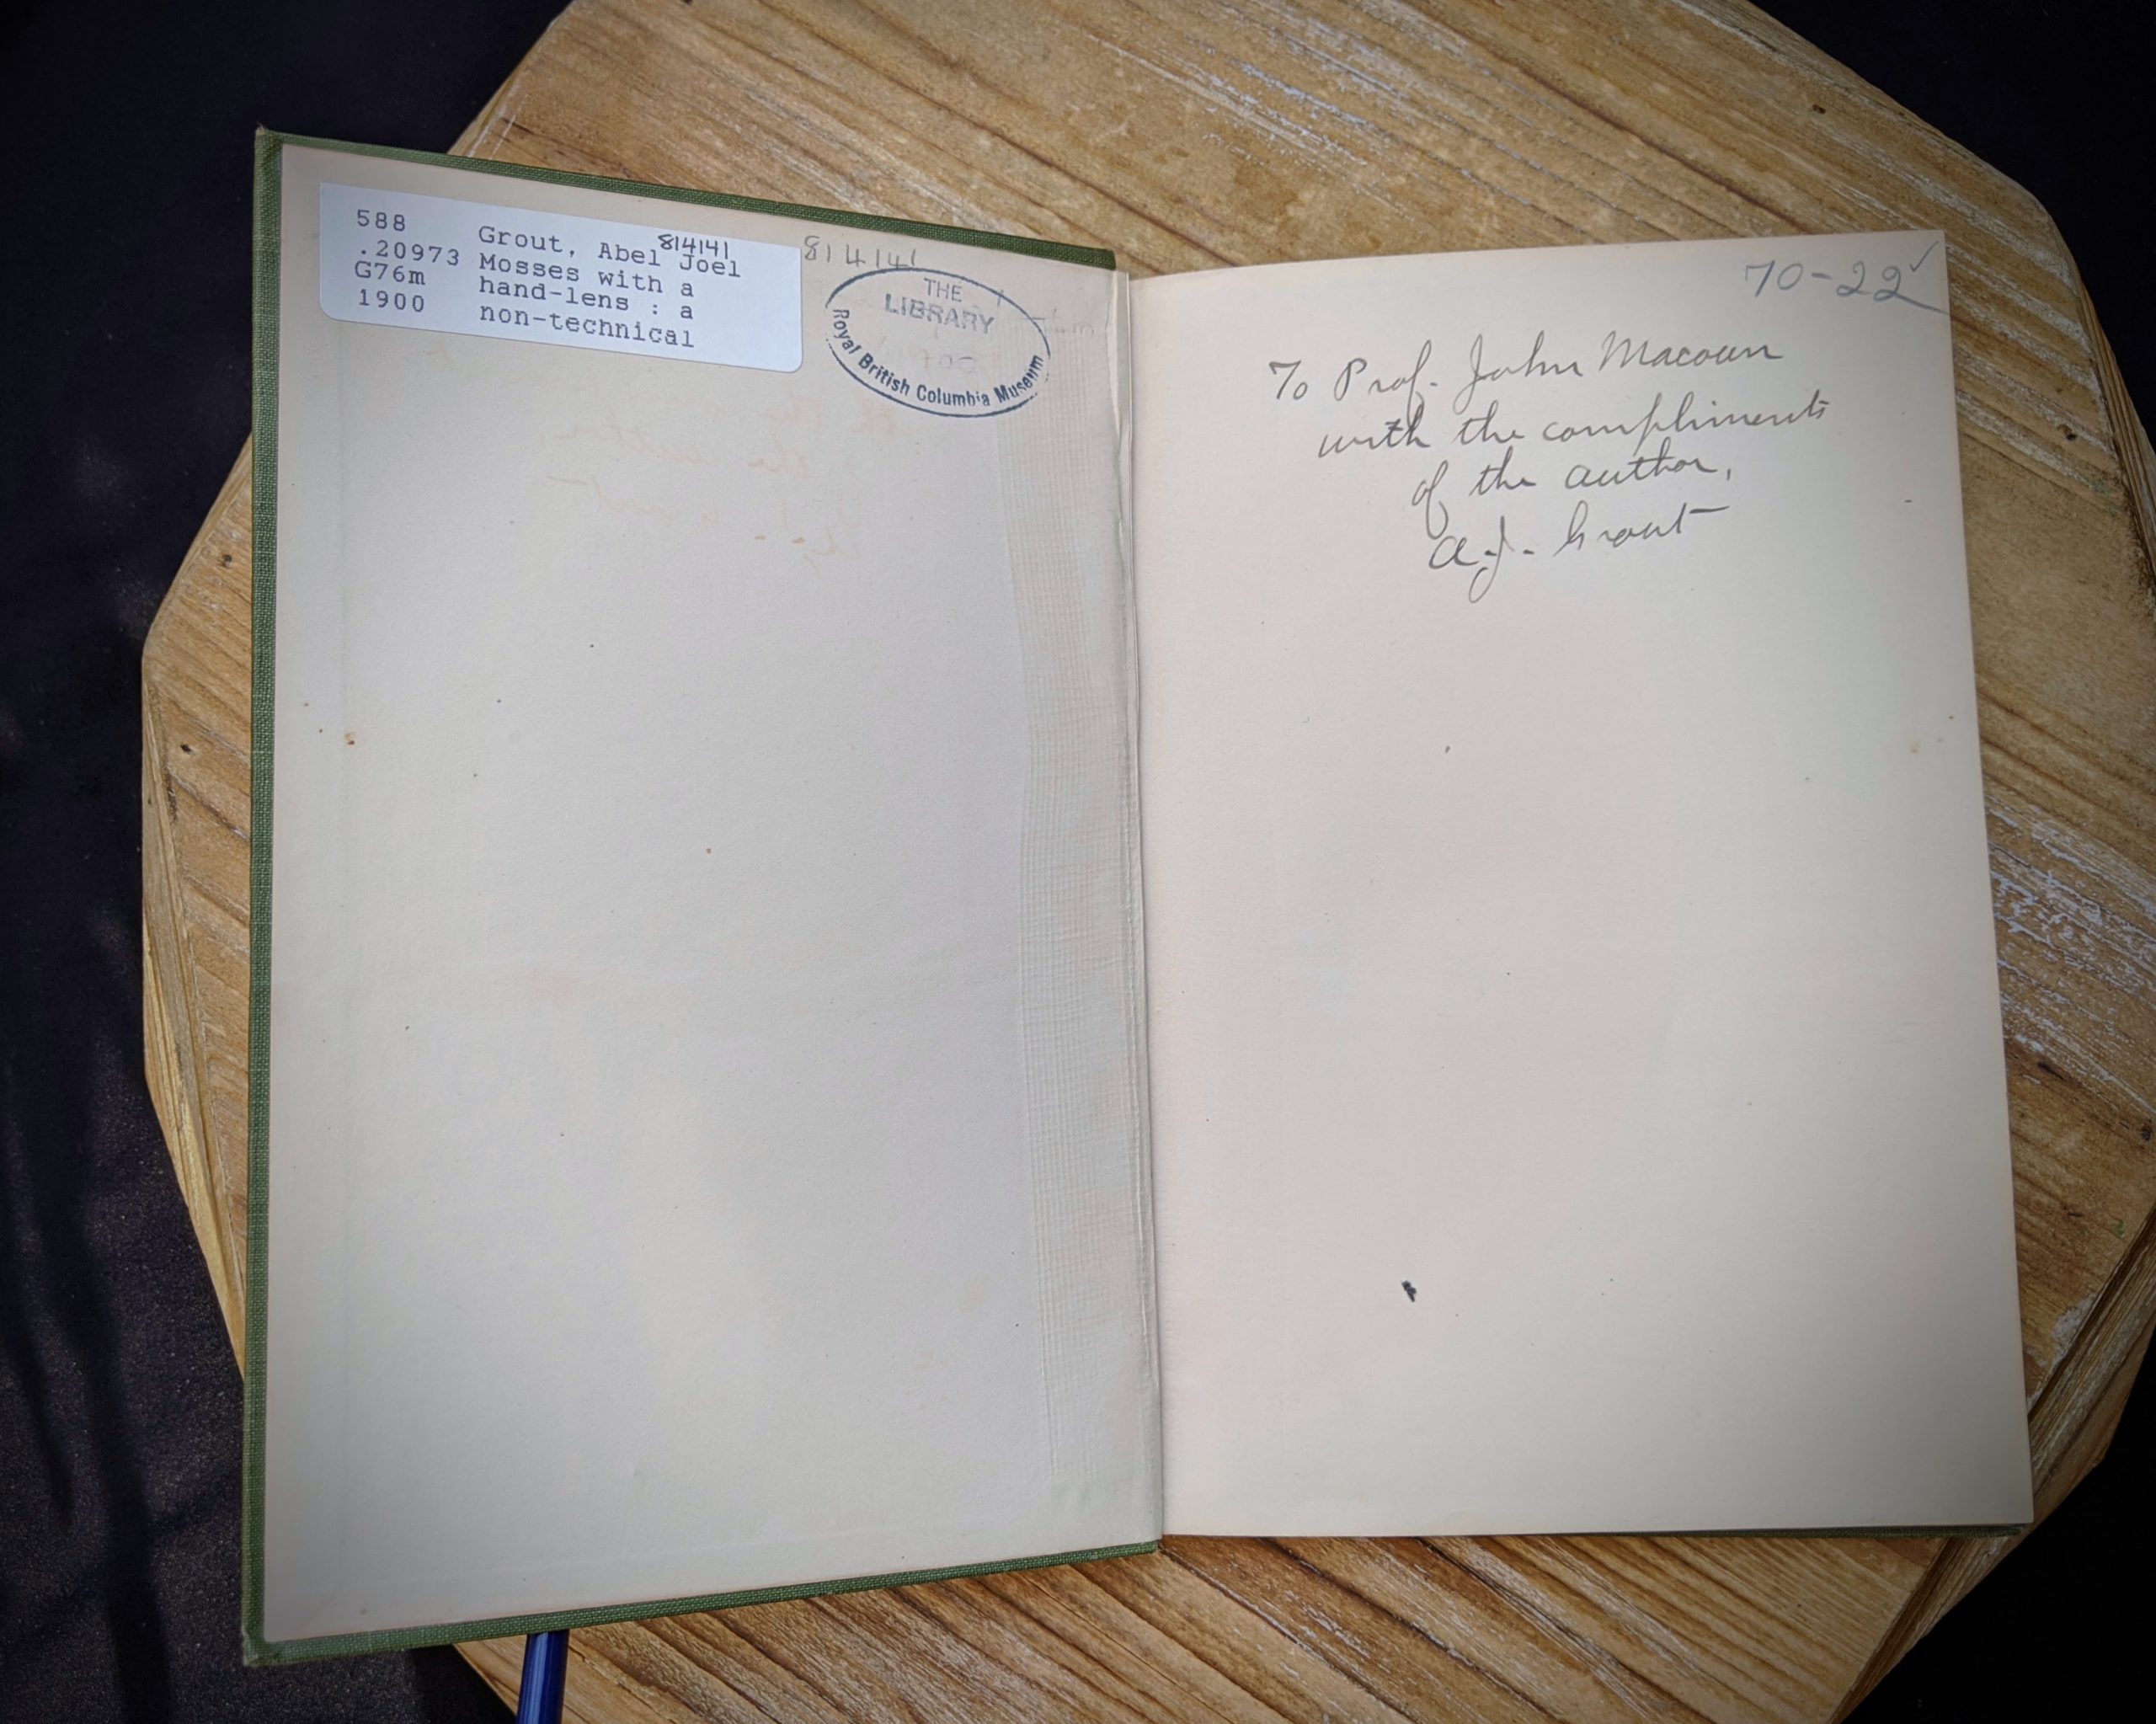 588
.20973
G76m
1900
814141
Grout, Abel Joel
Mosses with a
hand-lens : a
non-technical
814141
THE
LIBRARY
Royal British Columbia Museum
70-22✓
To Prof. John Macoun
with the compliments
of the author,
A. J. Grout